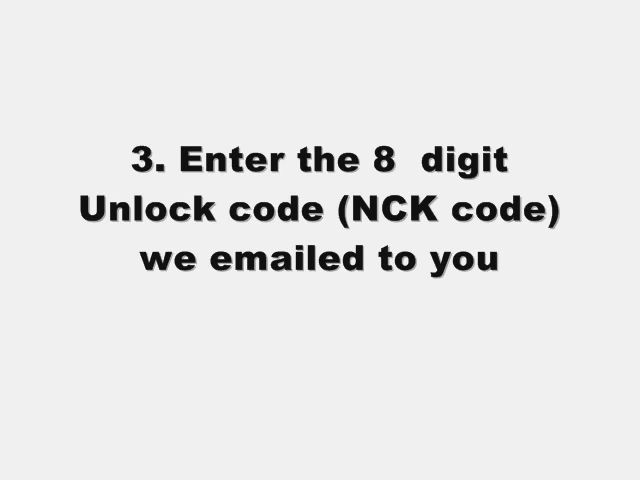 3. Enter the 8  digit
Unlock code (NCK code)
we emailed to you